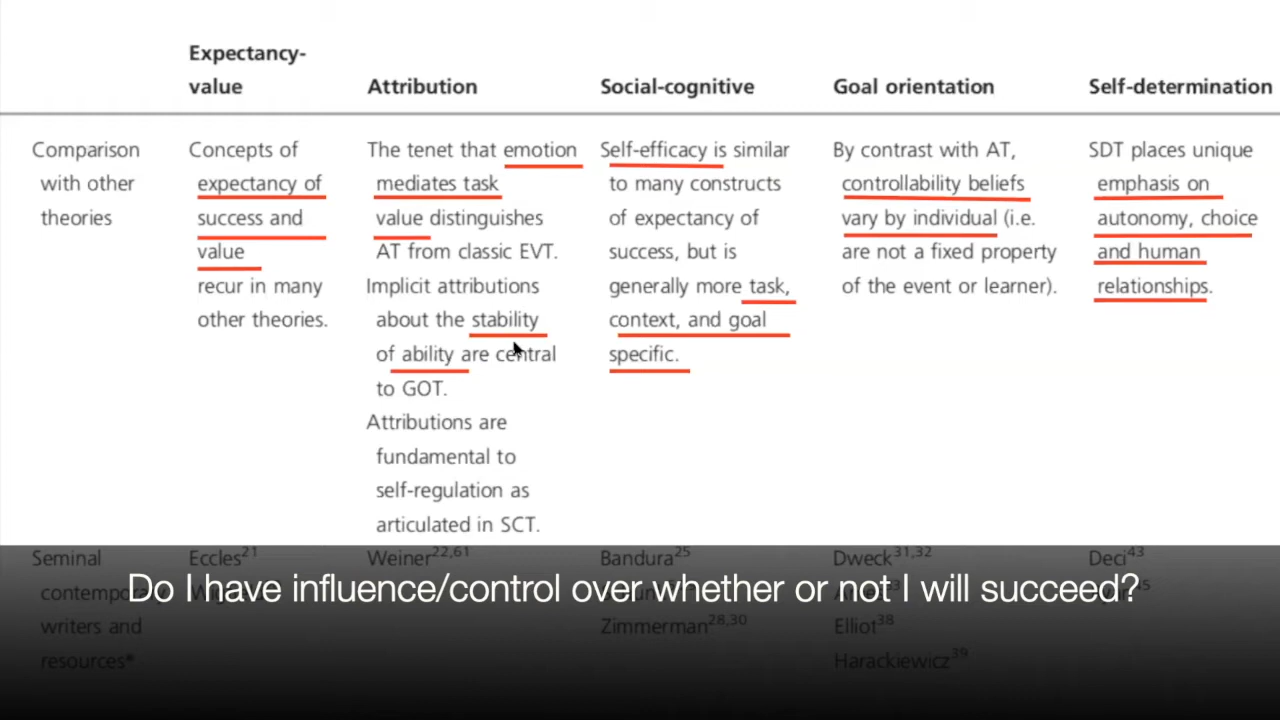 Expectancy-
value
Attribution
Social-cognitive
Goal orientation
Self-determination
Comparison
with other
theories
Concepts of
expectancy of
success and
value
recur in many
other theories.
The tenet that emotion
mediates task
value distinguishes
AT from classic EVT.
Implicit attributions
about the stability
of ability are central
to GOT.
Attributions are
fundamental to
self-regulation as
articulated in SCT.
Self-efficacy is similar
to many constructs
of expectancy of
success, but is
generally more task,
context, and goal
specific.
By contrast with AT,
controllability beliefs
vary by individual (i.e.
are not a fixed property
of the event or learner).
SDT places unique
emphasis on
autonomy, choice
and human
relationships.
Seminal
contemporary
writers and
resources*
Eccles21
Weiner22,61
Bandura25
Zimmerman28,30
Dweck31,32
Elliot38
Harackiewicz39
Deci43
Do I have influence/control over whether or not I will succeed?